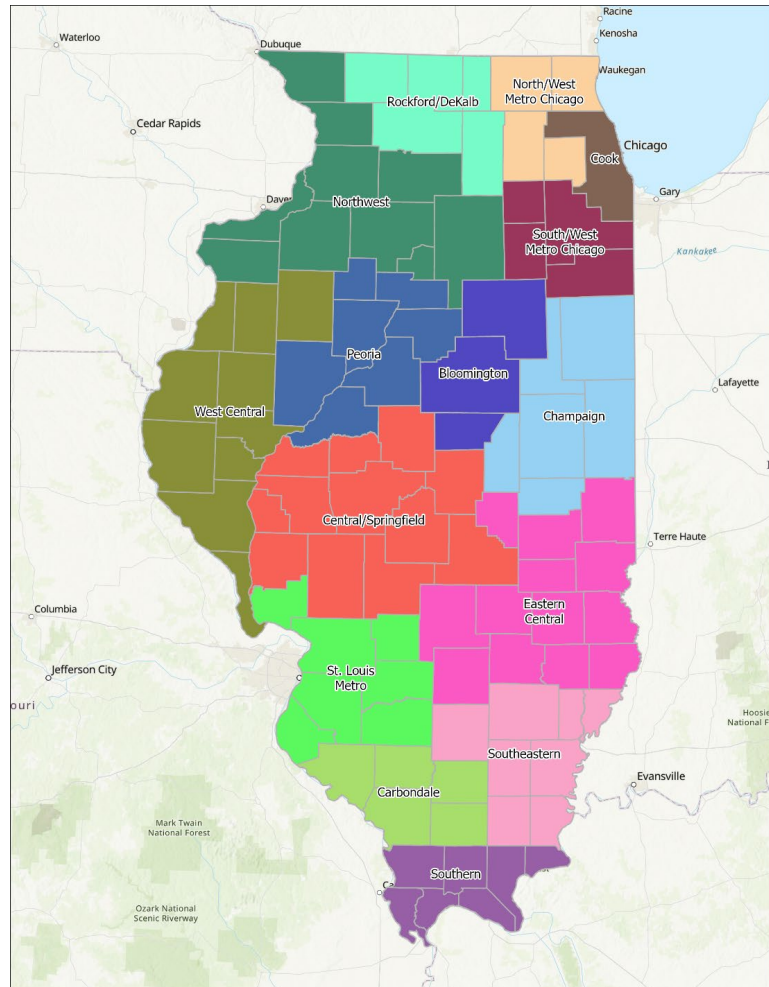 Racine
Waterloo
Kenosha
Dubuque
North/West
Metro Chicago
Waukegan
Rockford/DeKalb
Cedar Rapids
Chicago
Cook
Gary
Northwest
South/West
Metro Chicago
Peoria
Bloomington
Lafayette
West Central
Champaign
Central/Springfield
Terre Haute
Columbia
Eastern
Central
Jefferson City
St. Louis
Metro
Southeastern
Evansville
Carbondale
Mark Twain
National Forest
Southern
Ozark National
Scenic Riverway